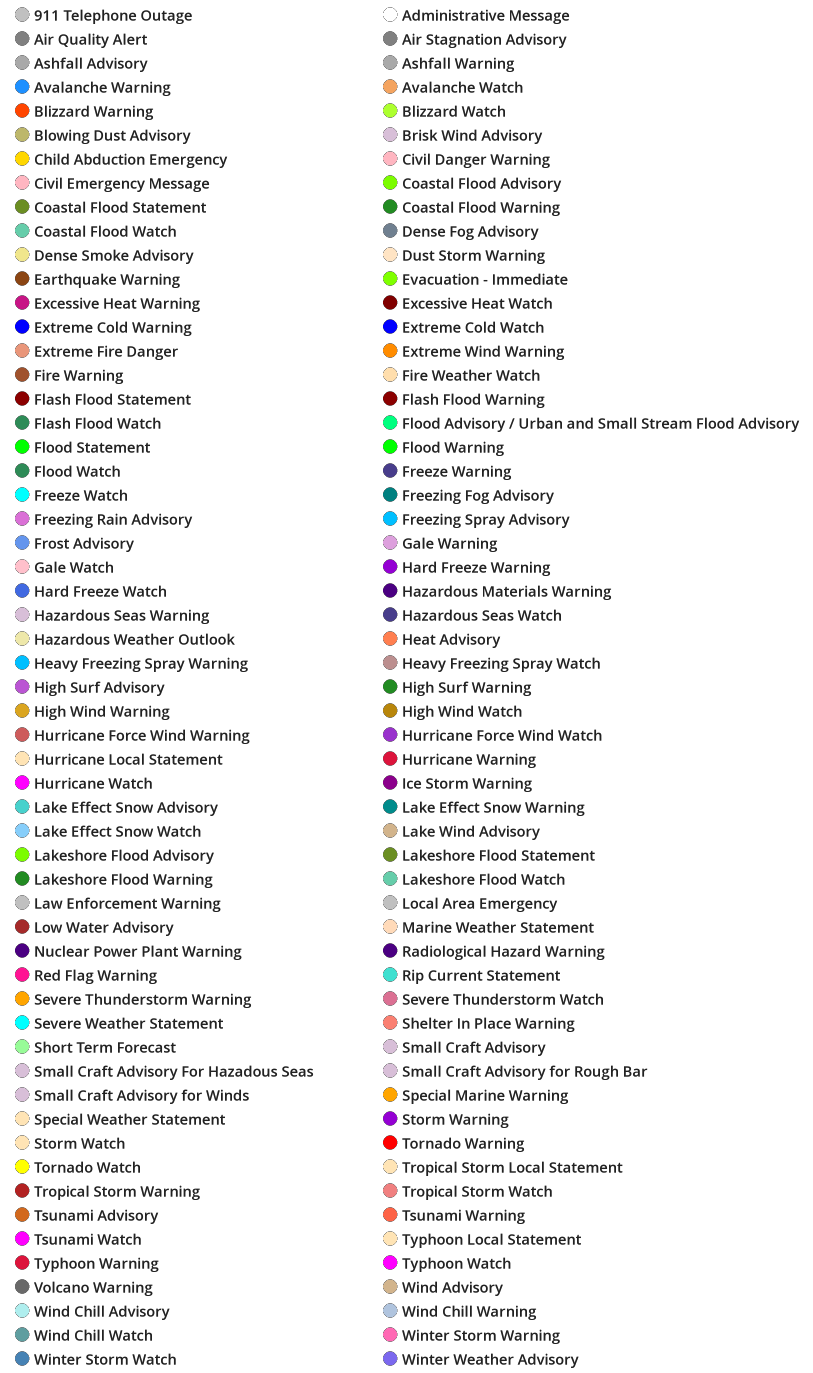 911 Telephone Outage
Administrative Message
Air Quality Alert
Air Stagnation Advisory
Ashfall Advisory
Ashfall Warning
Avalanche Warning
Avalanche Watch
Blizzard Warning
Blizzard Watch
Blowing Dust Advisory
Brisk Wind Advisory
Child Abduction Emergency
Civil Danger Warning
Civil Emergency Message
Coastal Flood Advisory
Coastal Flood Statement
Coastal Flood Warning
Coastal Flood Watch
Dense Fog Advisory
Dense Smoke Advisory
Dust Storm Warning
Earthquake Warning
Evacuation - Immediate
Excessive Heat Warning
Excessive Heat Watch
Extreme Cold Warning
Extreme Cold Watch
Extreme Fire Danger
Extreme Wind Warning
Fire Warning
Fire Weather Watch
Flash Flood Statement
Flash Flood Warning
Flash Flood Watch
Flood Advisory / Urban and Small Stream Flood Advisory
Flood Statement
Flood Warning
Flood Watch
Freeze Warning
Freeze Watch
Freezing Fog Advisory
Freezing Rain Advisory
Freezing Spray Advisory
Frost Advisory
Gale Warning
Gale Watch
Hard Freeze Warning
Hard Freeze Watch
Hazardous Materials Warning
Hazardous Seas Warning
Hazardous Seas Watch
Hazardous Weather Outlook
Heat Advisory
Heavy Freezing Spray Warning
Heavy Freezing Spray Watch
High Surf Advisory
High Surf Warning
High Wind Warning
High Wind Watch
Hurricane Force Wind Warning
Hurricane Force Wind Watch
Hurricane Local Statement
Hurricane Warning
Hurricane Watch
Ice Storm Warning
Lake Effect Snow Advisory
Lake Effect Snow Warning
Lake Effect Snow Watch
Lake Wind Advisory
Lakeshore Flood Advisory
Lakeshore Flood Statement
Lakeshore Flood Warning
Lakeshore Flood Watch
Law Enforcement Warning
Local Area Emergency
Low Water Advisory
Marine Weather Statement
Nuclear Power Plant Warning
Radiological Hazard Warning
Red Flag Warning
Rip Current Statement
Severe Thunderstorm Warning
Severe Thunderstorm Watch
Severe Weather Statement
Shelter In Place Warning
Short Term Forecast
Small Craft Advisory
Small Craft Advisory For Hazadous Seas
Small Craft Advisory for Rough Bar
Small Craft Advisory for Winds
Special Marine Warning
Special Weather Statement
Storm Warning
Storm Watch
Tornado Warning
Tornado Watch
Tropical Storm Local Statement
Tropical Storm Warning
Tropical Storm Watch
Tsunami Advisory
Tsunami Warning
Tsunami Watch
Typhoon Local Statement
Typhoon Warning
Typhoon Watch
Volcano Warning
Wind Advisory
Wind Chill Advisory
Wind Chill Warning
Wind Chill Watch
Winter Storm Warning
Winter Storm Watch
Winter Weather Advisory